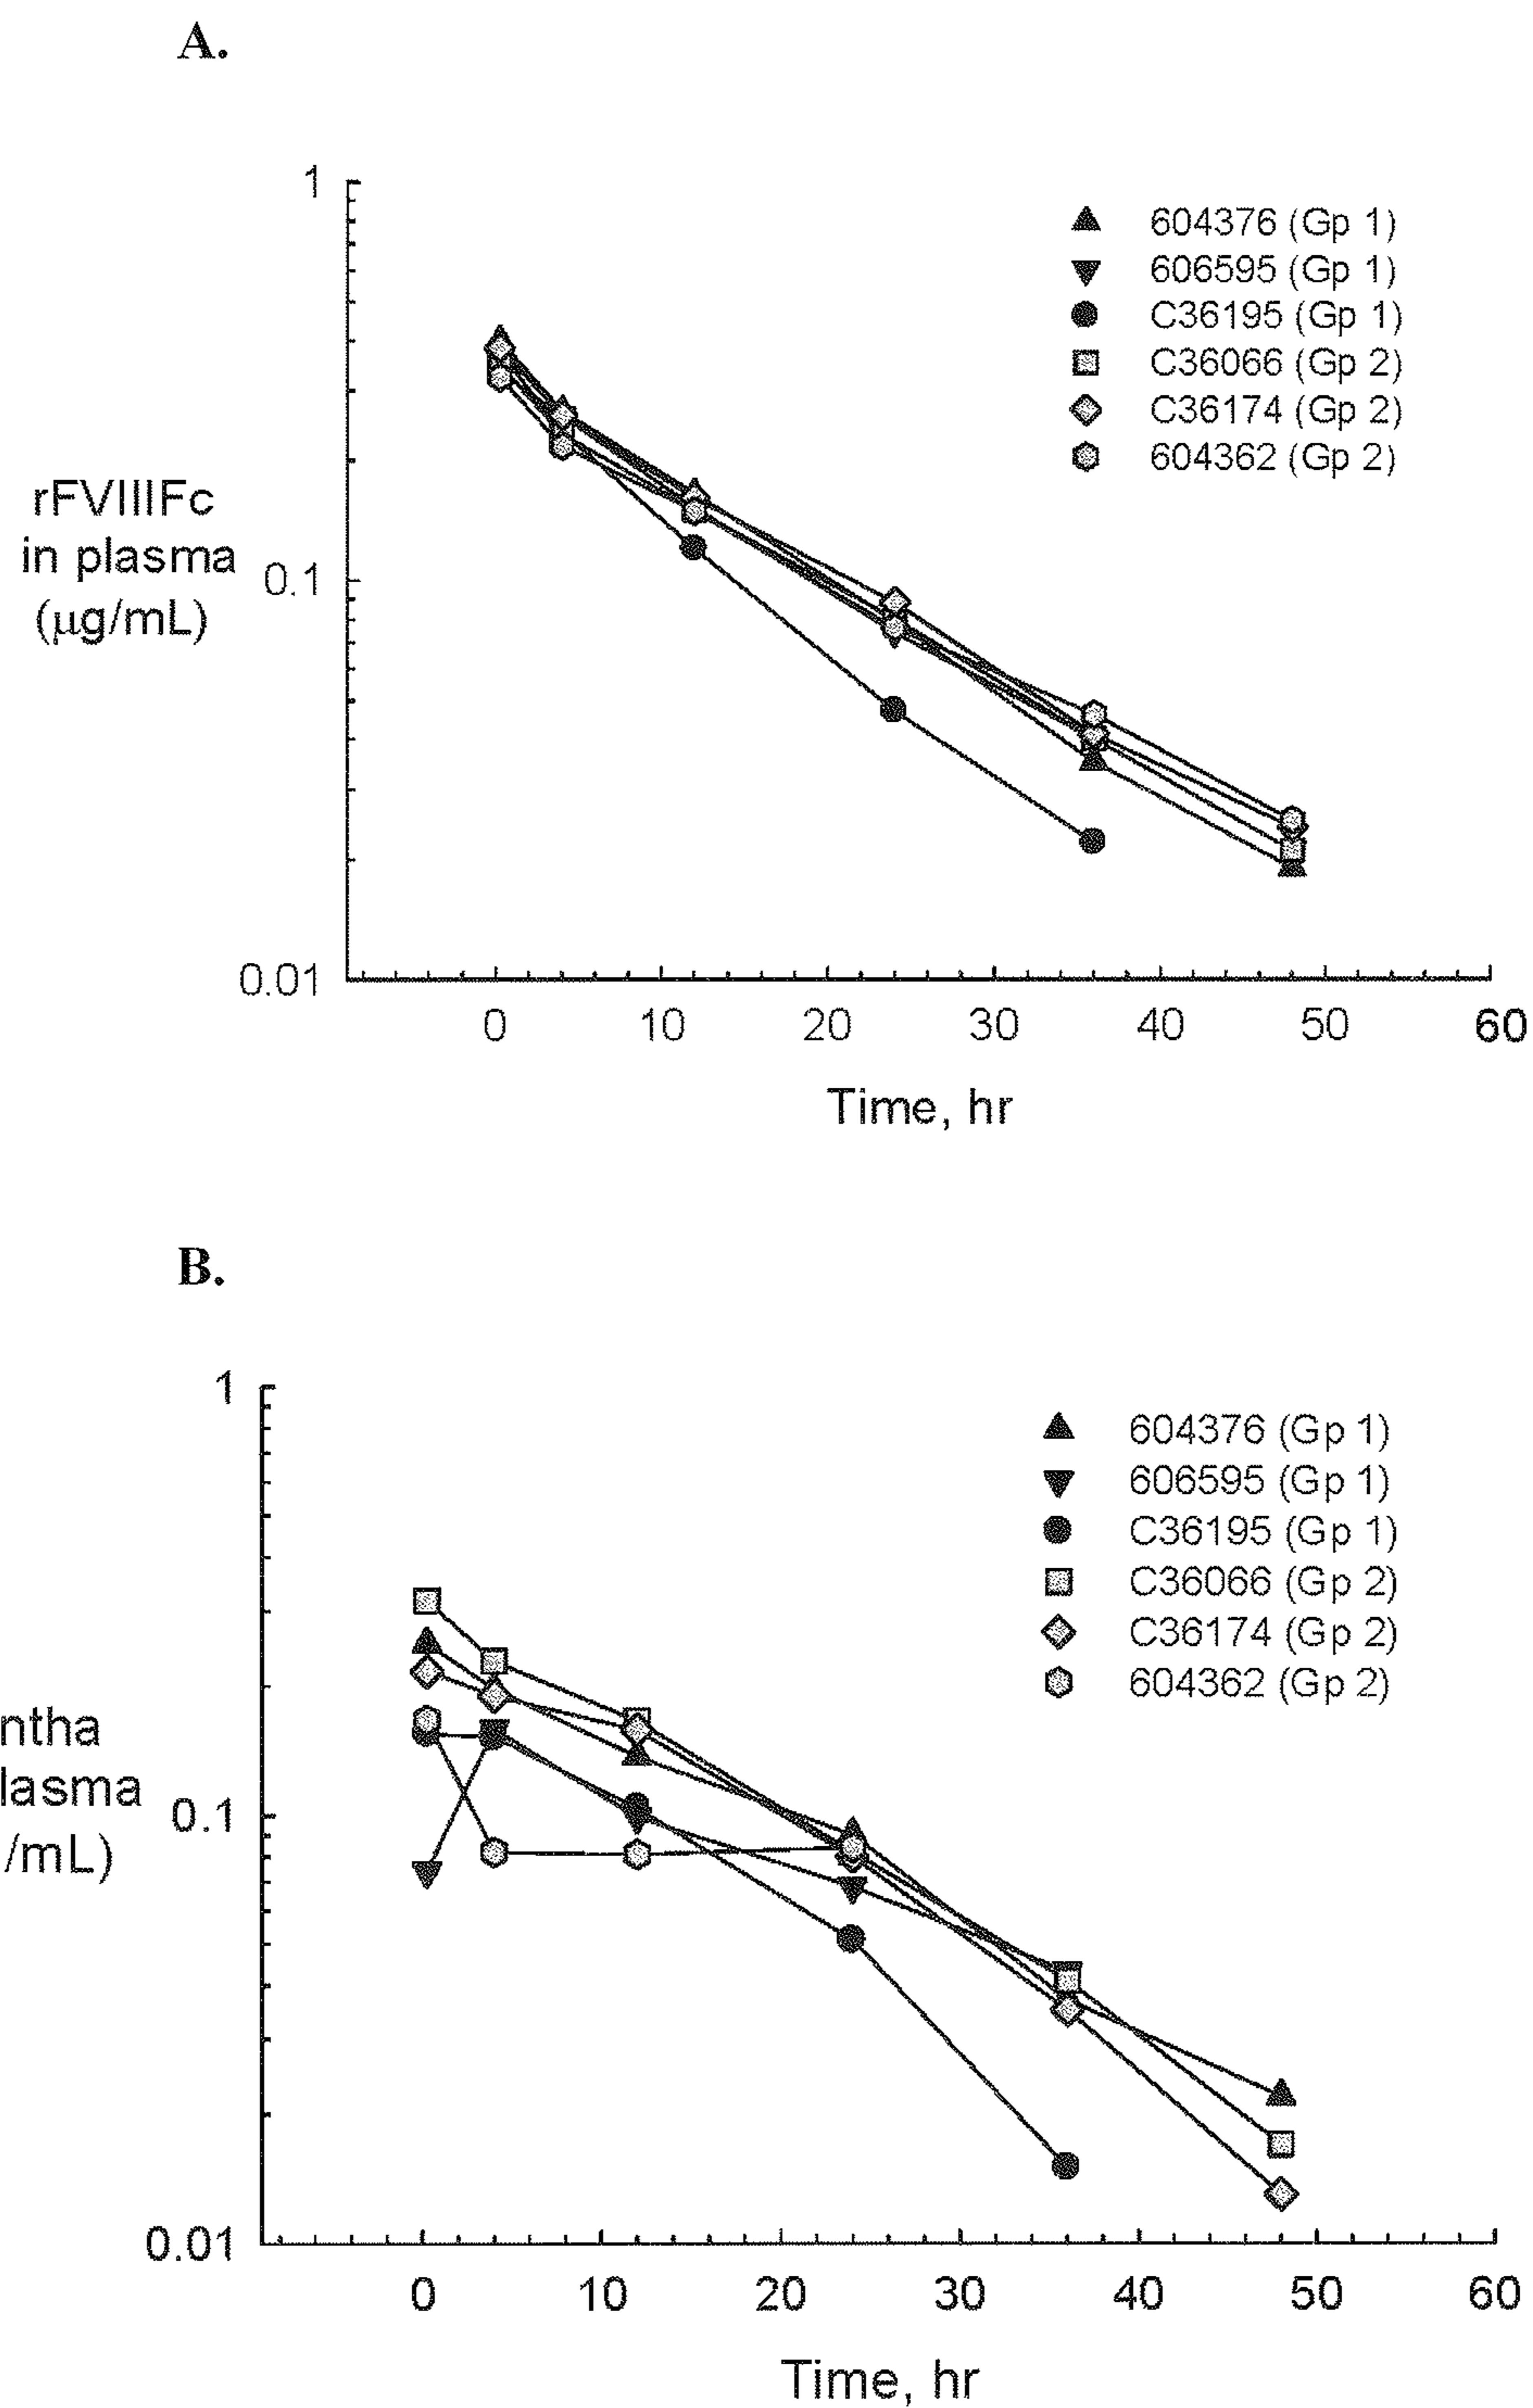 A.
1
604376 (Gp 1)
606595 (Gp 1)
C36195 (Gp 1)
C36066 (Gp 2)
C36174 (Gp 2)
604362 (Gp 2)
rFVIIIFc
in plasma
(µg/mL)
0.1
0.01
0 10 20 30 40 50 60
Time, hr
B.
1
604376 (Gp 1)
606595 (Gp 1)
C36195 (Gp 1)
C36066 (Gp 2)
C36174 (Gp 2)
604362 (Gp 2)
ntha
lasma
/mL)
0.1
0.01
0 10 20 30 40 50 60
Time, hr